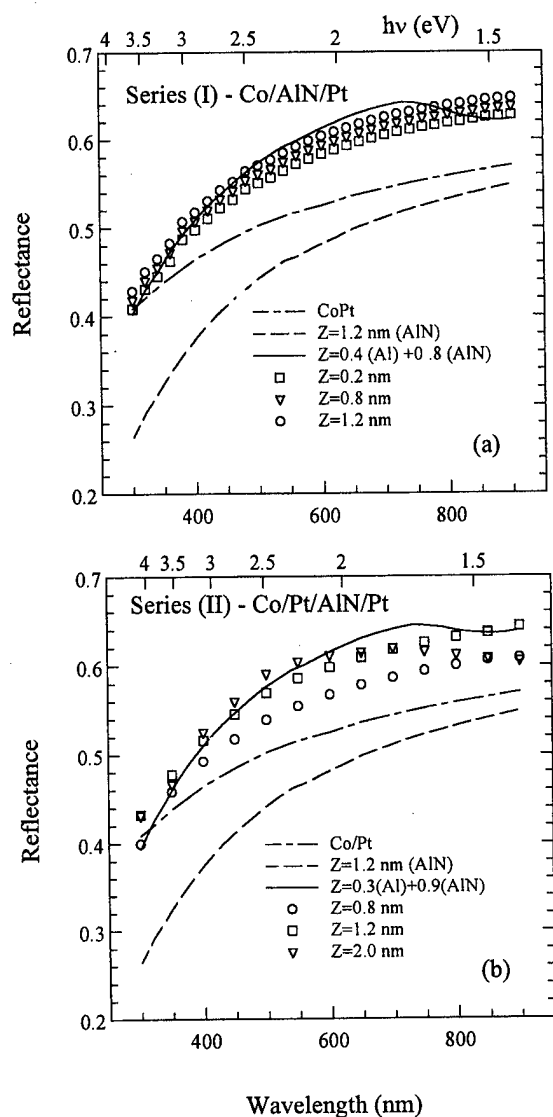 hν (eV)
4 3.5 3 2.5 2 1.5
0.7
Series (I) - Co/AlN/Pt
0.6
0.5
0.4
0.3
0.2
Reflectance
CoPt
Z=1.2 nm (AlN)
Z=0.4 (Al) +0 .8 (AlN)
Z=0.2 nm
Z=0.8 nm
Z=1.2 nm
(a)
400 600 800
4 3.5 3 2.5 2 1.5
0.7
Series (II) - Co/Pt/AlN/Pt
0.6
0.5
0.4
0.3
0.2
Reflectance
Co/Pt
Z=1.2 nm (AlN)
Z=0.3(Al)+0.9(AlN)
Z=0.8 nm
Z=1.2 nm
Z=2.0 nm
(b)
400 600 800
Wavelength (nm)